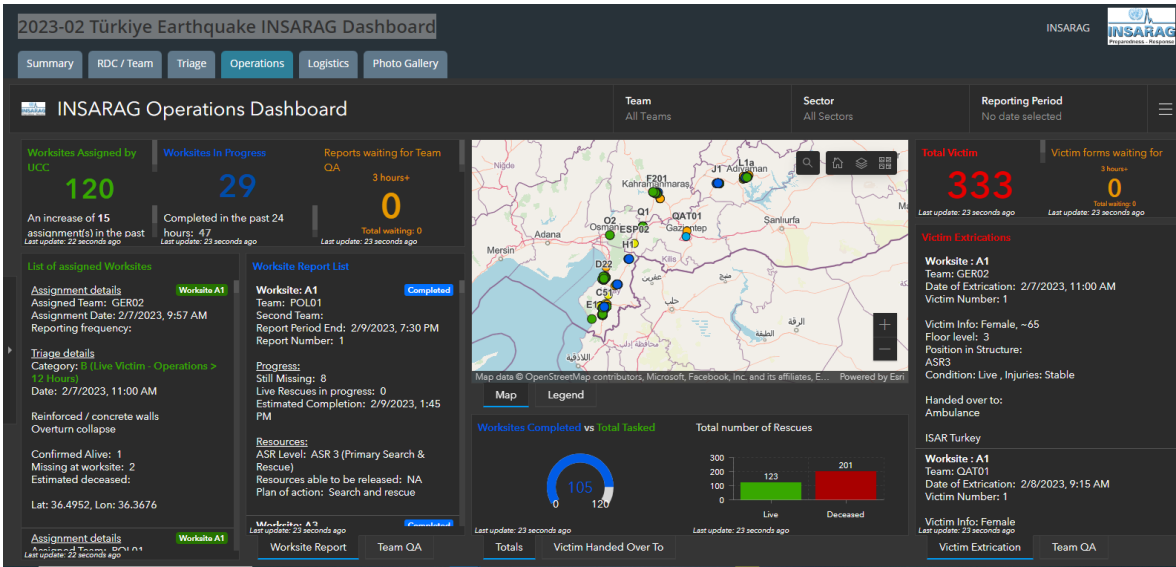 2023-02 Türkiye Earthquake INSARAG Dashboard
INSARAG
INSARAG
Preparedness - Response
Summary
RDC / Team
Triage
Operations
Logistics
Photo Gallery
INSARAG Operations Dashboard
Team
All Teams
Sector
All Sectors
Reporting Period
No date selected
Worksites Assigned by
UCC
120
An increase of 15
assignment(s) in the past
Last update: 22 seconds ago
Worksites In Progress
29
Completed in the past 24
hours: 47
Last update: 23 seconds ago
Reports waiting for Team
QA
3 hours+
0
Total waiting: 0
Last update: 23 seconds ago
List of assigned Worksites
Assignment details
Worksite A1
Assigned Team: GER02
Assignment Date: 2/7/2023, 9:57 AM
Reporting frequency:
Triage details
Category: B (Live Victim - Operations >
12 Hours)
Date: 2/7/2023, 11:00 AM
Reinforced / concrete walls
Overturn collapse
Confirmed Alive: 1
Missing at worksite: 2
Estimated deceased:
Lat: 36.4952, Lon: 36.3676
Assignment details
Worksite A1
Assigned Team: POL01
Last update: 22 seconds ago
Worksite Report List
Worksite: A1
Completed
Team: POL01
Second Team:
Report Period End: 2/9/2023, 7:30 PM
Report Number: 1
Progress:
Still Missing: 8
Live Rescues in progress: 0
Estimated Completion: 2/9/2023, 1:45
PM
Resources:
ASR Level: ASR 3 (Primary Search &
Rescue)
Resources able to be released: NA
Plan of action: Search and rescue
Worksite: A3
Completed
Last update: 23 seconds ago
Worksite Report
Team QA
Niğde
L1a
J1
Adıyaman
F201
Kahramanmaraş
Q1
QAT01
O2
Osman
ESP02
Gaziantep
Şanlıurfa
Adana
Mersin
H1
Kilis
D22
عفرين
منبج
C51
حلب
الرقة
الطبقة
محافظة إدلب
اللاذقية
Map data © OpenStreetMap contributors, Microsoft, Facebook, Inc. and its affiliates, E...
Powered by Esri
Map
Legend
Worksites Completed vs Total Tasked
105
0
120
Last update: 23 seconds ago
Total number of Rescues
300
200
100
0
123
201
Live
Deceased
Last update: 23 seconds ago
Totals
Victim Handed Over To
Total Victim
333
Last update: 23 seconds ago
Victim forms waiting for
3 hours+
0
Total waiting: 0
Last update: 23 seconds ago
Victim Extrications
Worksite : A1
Team: GER02
Date of Extrication: 2/7/2023, 11:00 AM
Victim Number: 1
Victim Info: Female, ~65
Floor level: 3
Position in Structure:
ASR3
Condition: Live , Injuries: Stable
Handed over to:
Ambulance
ISAR Turkey
Worksite : A1
Team: QAT01
Date of Extrication: 2/8/2023, 9:15 AM
Victim Number: 1
Victim Info: Female
Last update: 23 seconds ago
Victim Extrication
Team QA